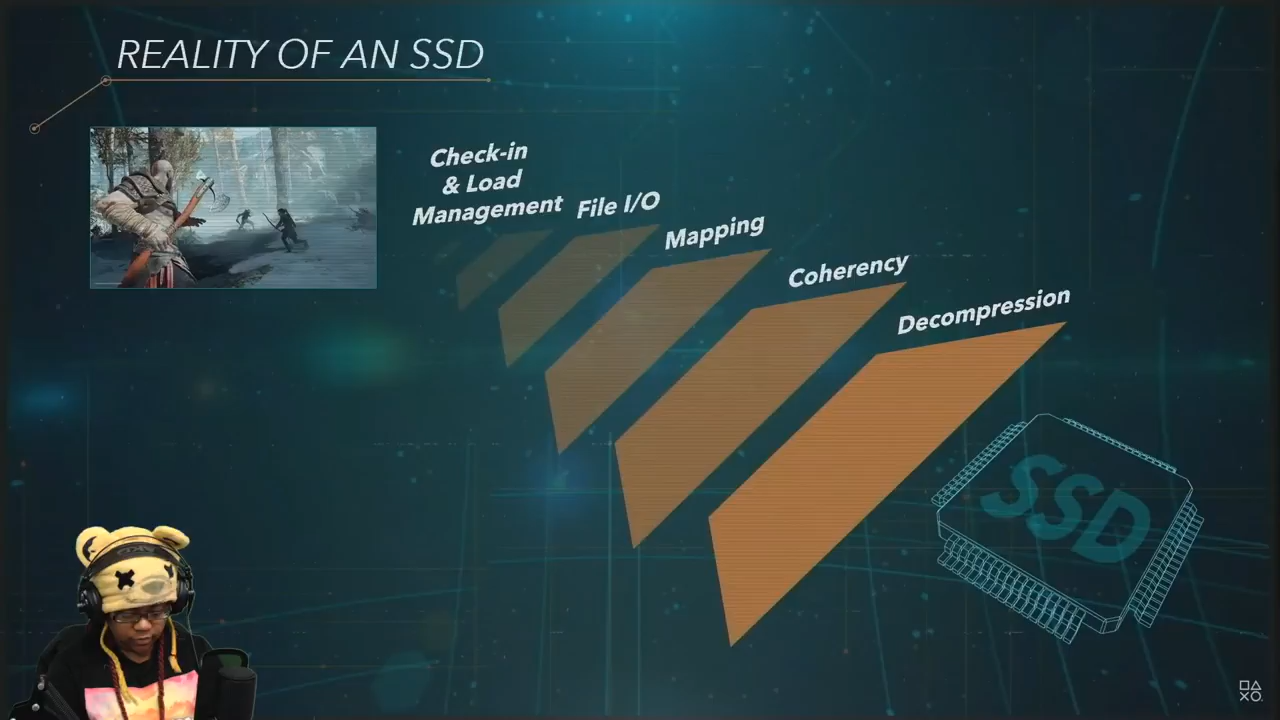 REALITY OF AN SSD
Check-in
& Load
Management
File I/O
Mapping
Coherency
Decompression
SSD